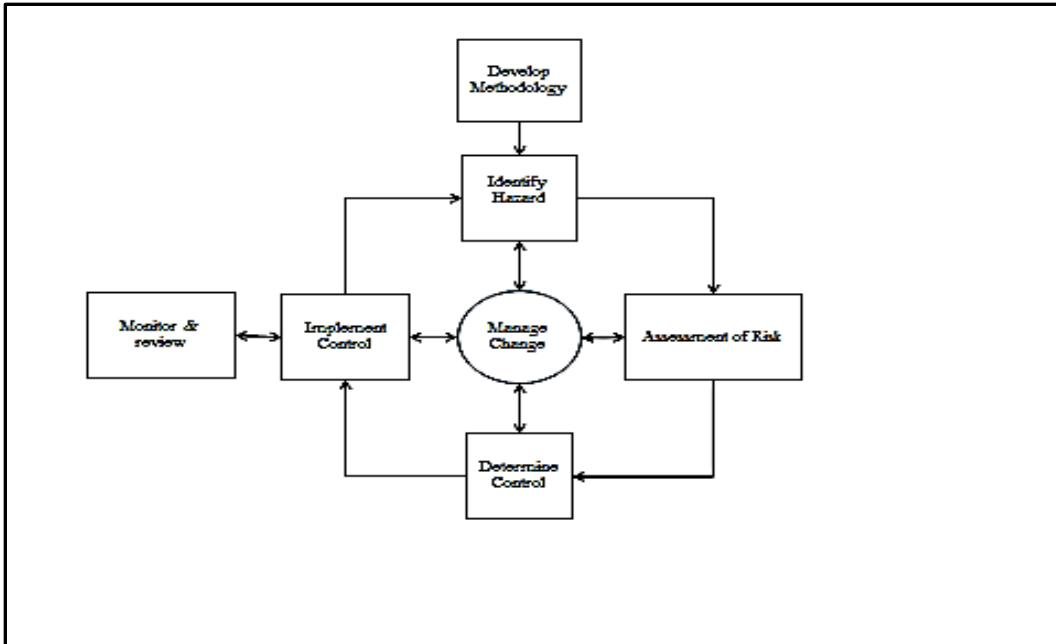 Develop
Methodology
Identify
Hazard
Monitor &
review
Implement
Control
Manage
Change
Assessment of Risk
Determine
Control